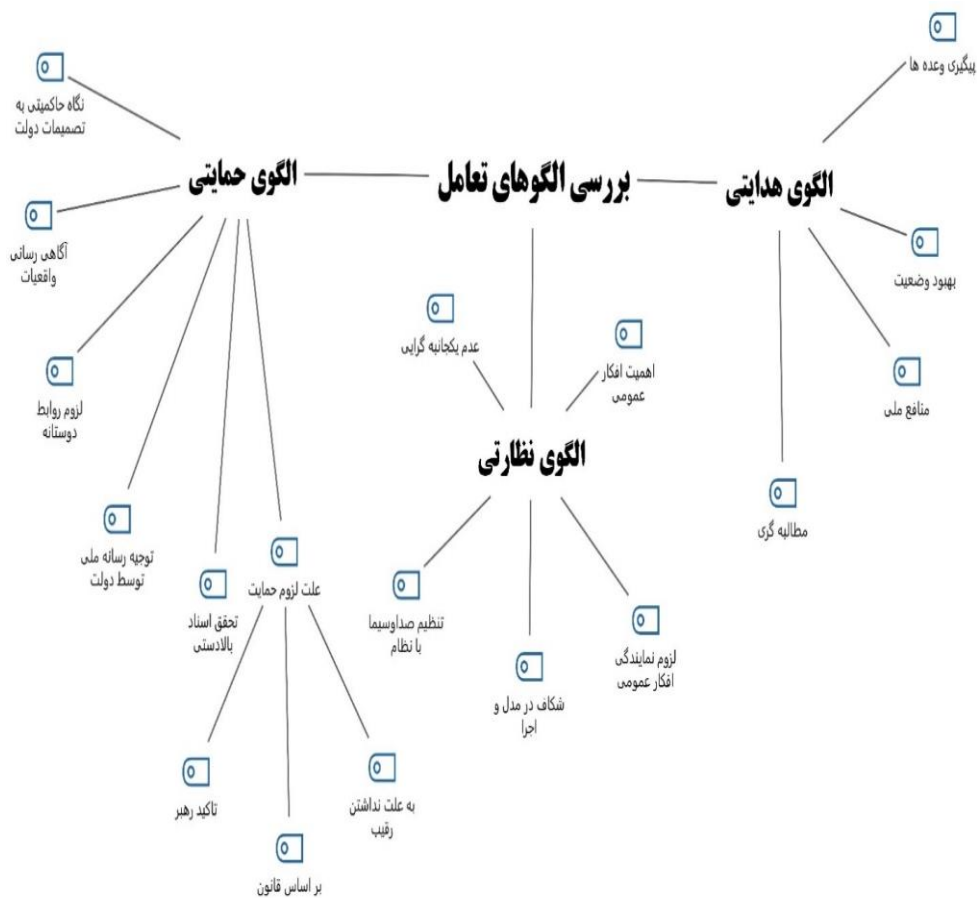 پیگیری وعده ها
نگاه حاکمیتی به
تصمیمات دولت
الگوی هدایتی
بررسی الگوهای تعامل
الگوی حمایتی
آگاهی رسانی
واقعیات
بهبود وضعیت
عدم یکجانبه گرایی
اهمیت افکار
عمومی
منافع ملی
لزوم روابط
دوستانه
الگوی نظارتی
مطالبه گری
توجیه رسانه ملی
توسط دولت
علت لزوم حمایت
تحقق اسناد
بالادستی
تنظیم صداوسیما
با نظام
لزوم نمایندگی
افکار عمومی
شکاف در مدل و
اجرا
به علت نداشتن
رقیب
تاکید رهبر
بر اساس قانون